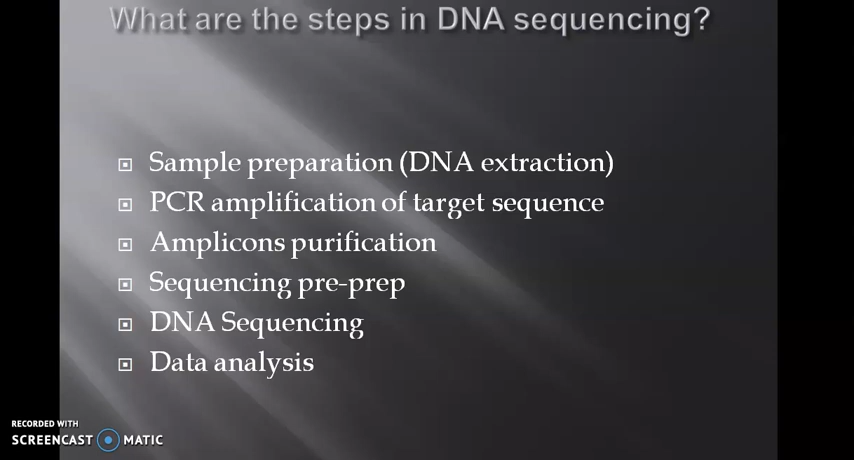 What are the steps in DNA sequencing?
Sample preparation (DNA extraction)
PCR amplification of target sequence
Amplicons purification
Sequencing pre-prep
DNA Sequencing
Data analysis
RECORDED WITH
SCREENCAST MATIC